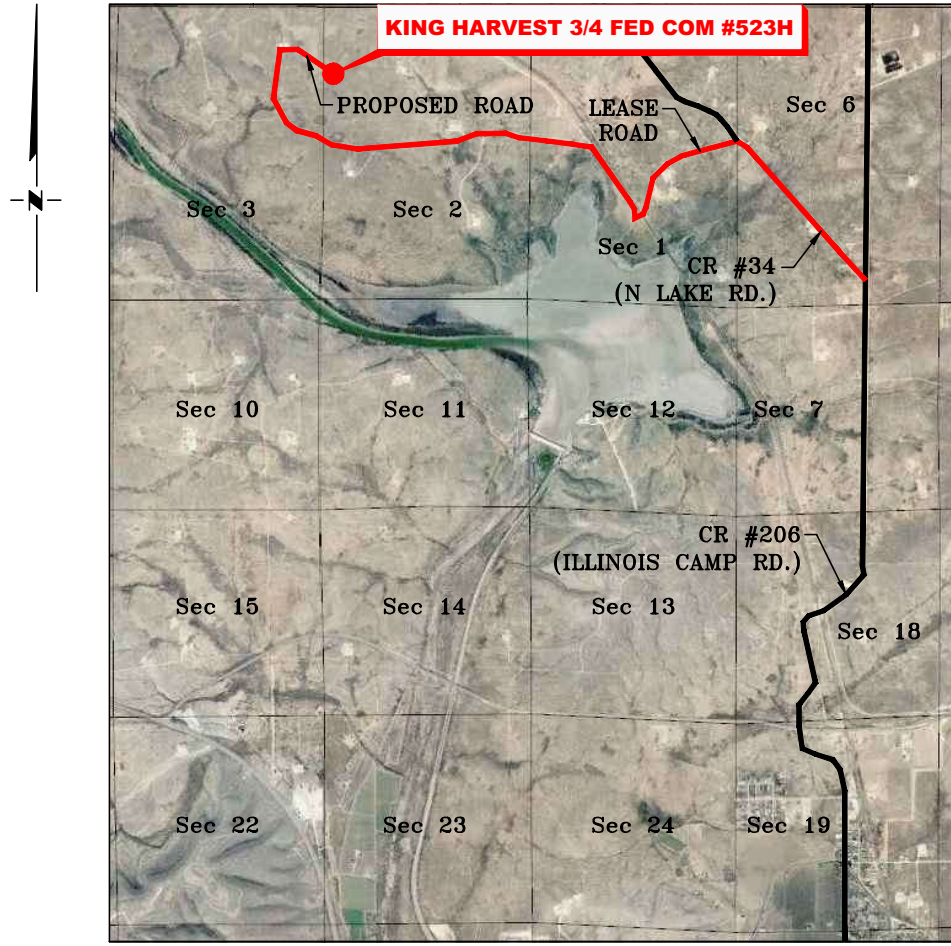 KING HARVEST 3/4 FED COM #523H
PROPOSED ROAD
LEASE
ROAD
Sec 6
N
Sec 3
Sec 2
Sec 1
CR #34
(N LAKE RD.)
Sec 10
Sec 11
Sec 12
Sec 7
CR #206
(ILLINOIS CAMP RD.)
Sec 15
Sec 14
Sec 13
Sec 18
Sec 22
Sec 23
Sec 24
Sec 19